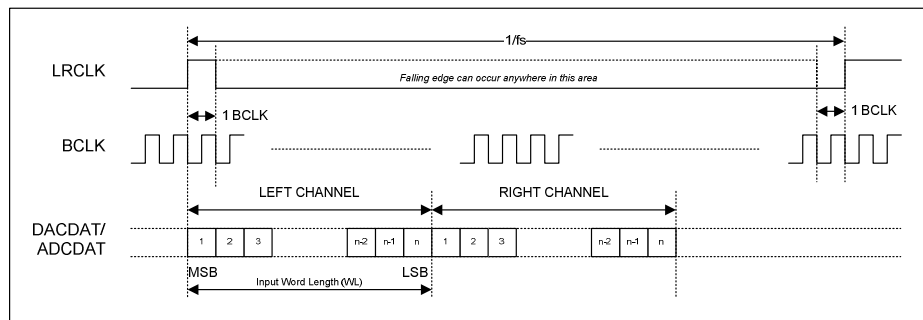 1/fs
LRCLK
Falling edge can occur anywhere in this area
1 BCLK
1 BCLK
BCLK
LEFT CHANNEL
RIGHT CHANNEL
DACDAT/
ADCDAT
1 2 3 n-2 n-1 n 1 2 3 n-2 n-1 n
MSB LSB
Input Word Length (WL)